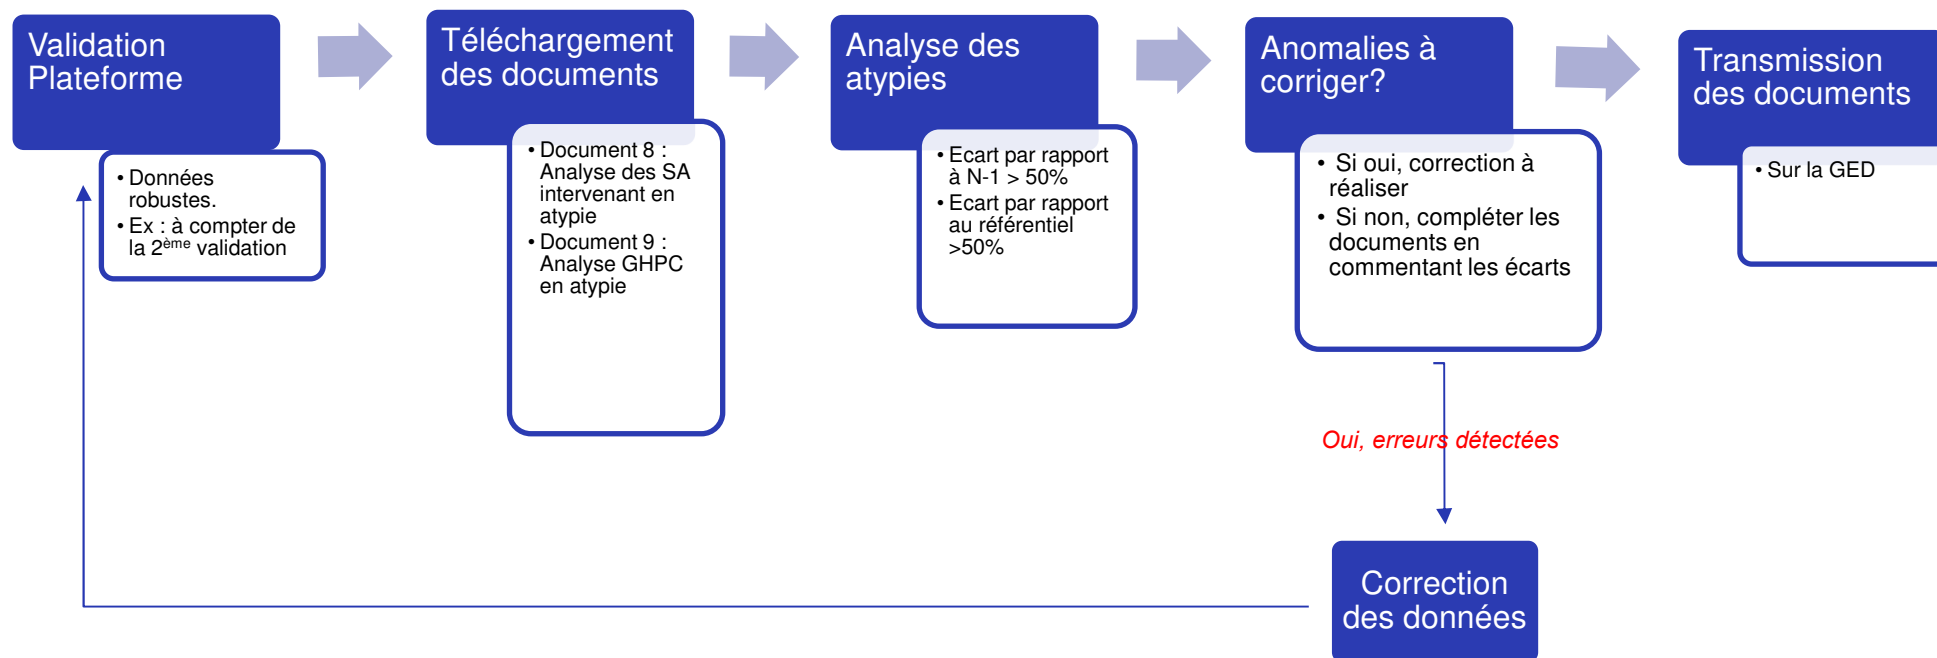 Validation
Plateforme
• Données
robustes.
• Ex : à compter de
la 2ème validation
Téléchargement
des documents
• Document 8 :
Analyse des SA
intervenant en
atypie
• Document 9 :
Analyse GHPC
en atypie
Analyse des
atypies
• Ecart par rapport
à N-1 > 50%
• Ecart par rapport
au référentiel
>50%
Anomalies à
corriger?
• Si oui, correction à
réaliser
• Si non, compléter les
documents en
commentant les écarts
Transmission
des documents
• Sur la GED
Oui, erreurs détectées
Correction
des données